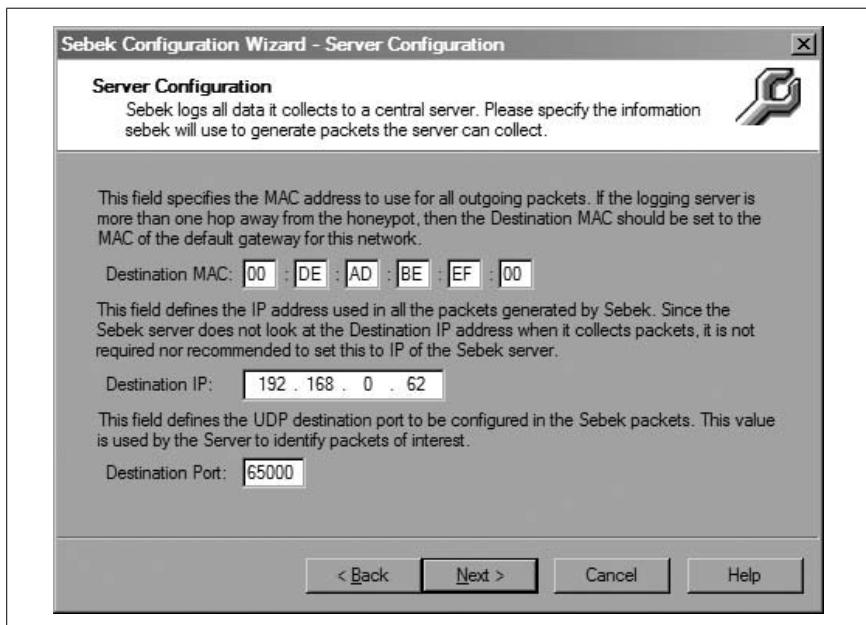 Sebek Configuration Wizard - Server Configuration
Server Configuration
Sebek logs all data it collects to a central server. Please specify the information
sebek will use to generate packets the server can collect.
This field specifies the MAC address to use for all outgoing packets. If the logging server is
more than one hop away from the honeypot, then the Destination MAC should be set to the
MAC of the default gateway for this network.
Destination MAC: 00 : DE : AD : BE : EF : 00
This field defines the IP address used in all the packets generated by Sebek. Since the
Sebek server does not look at the Destination IP address when it collects packets, it is not
required nor recommended to set this to IP of the Sebek server.
Destination IP: 192 . 168 . 0 . 62
This field defines the UDP destination port to be configured in the Sebek packets. This value
is used by the Server to identify packets of interest.
Destination Port: 65000
< Back Next > Cancel Help